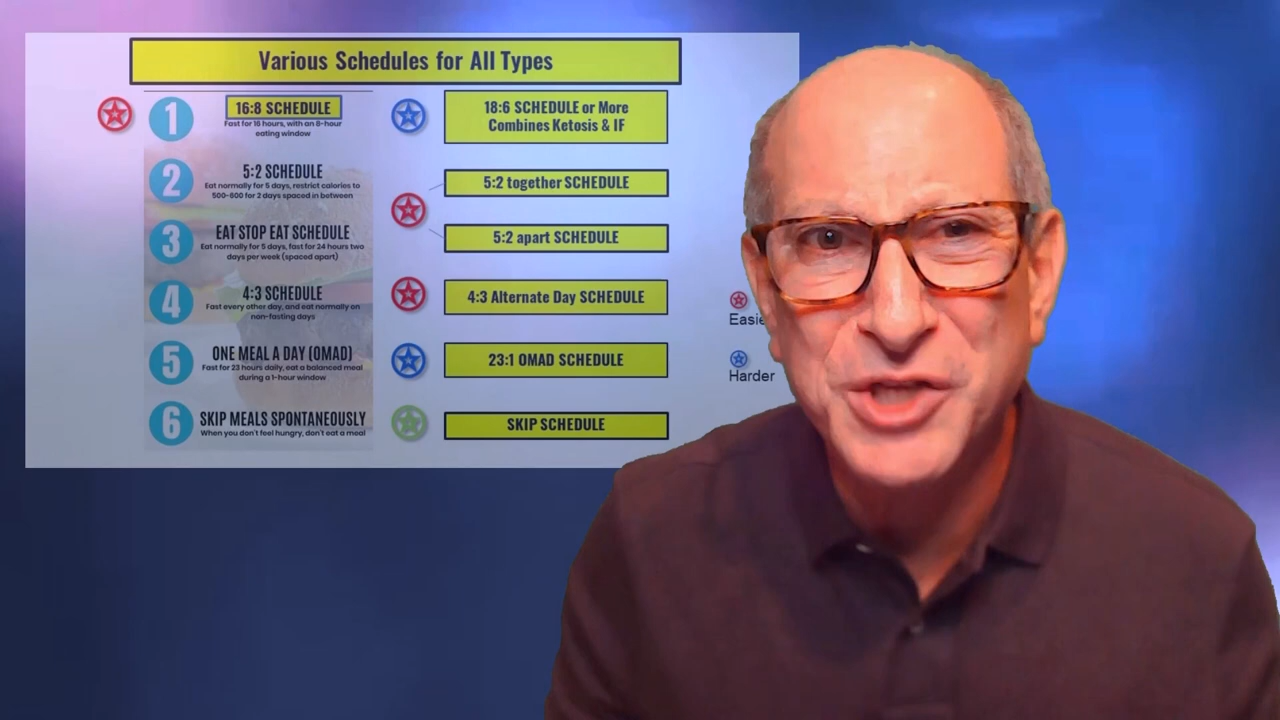 Various Schedules for All Types
1
16:8 SCHEDULE
Fast for 16 hours, with an 8-hour
eating window
18:6 SCHEDULE or More
Combines Ketosis & IF
2
5:2 SCHEDULE
Eat normally for 5 days, restrict calories to
500-600 for 2 days spaced in between
5:2 together SCHEDULE
3
EAT STOP EAT SCHEDULE
Eat normally for 5 days, fast for 24 hours two
days per week (spaced apart)
5:2 apart SCHEDULE
4
4:3 SCHEDULE
Fast every other day, and eat normally on
non-fasting days
4:3 Alternate Day SCHEDULE
5
ONE MEAL A DAY (OMAD)
Fast for 23 hours daily, eat a balanced meal
during a 1-hour window
23:1 OMAD SCHEDULE
6
SKIP MEALS SPONTANEOUSLY
When you don't feel hungry, don't eat a meal
SKIP SCHEDULE
Easie
Harder